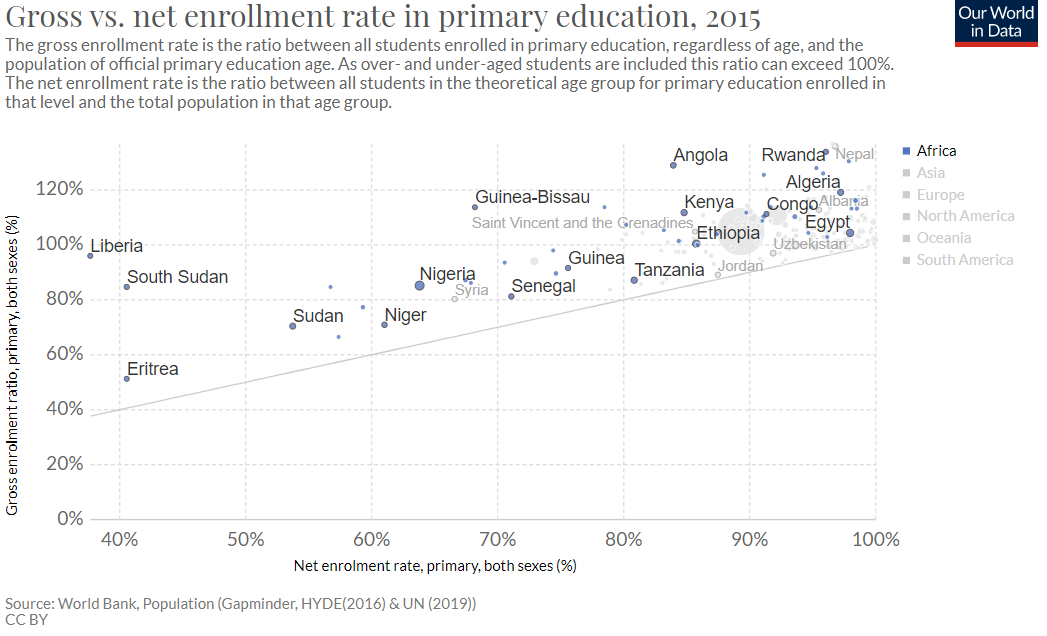 Gross vs. net enrollment rate in primary education, 2015
Our World
in Data
The gross enrollment rate is the ratio between all students enrolled in primary education, regardless of age, and the
population of official primary education age. As over- and under-aged students are included this ratio can exceed 100%.
The net enrollment rate is the ratio between all students in the theoretical age group for primary education enrolled in
that level and the total population in that age group.
Gross enrolment ratio, primary, both sexes (%)
120%
100%
80%
60%
40%
20%
0%
Angola
Rwanda
Nepal
Algeria
Guinea-Bissau
Kenya
Congo
Albania
Saint Vincent and the Grenadines
Egypt
Ethiopia
Liberia
Uzbekistan
Guinea
Jordan
South Sudan
Nigeria
Tanzania
Syria
Senegal
Sudan
Niger
Eritrea
Africa
Asia
Europe
North America
Oceania
South America
40%
50%
60%
70%
80%
90%
100%
Net enrolment rate, primary, both sexes (%)
Source: World Bank, Population (Gapminder, HYDE(2016) & UN (2019))
CC BY